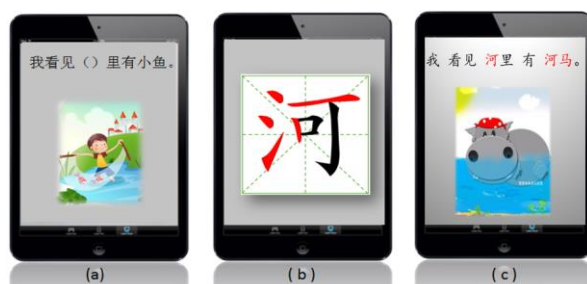 我看见（）里有小鱼。
河
我 看见 河里 有 河马。
(a)
( b )
( c )